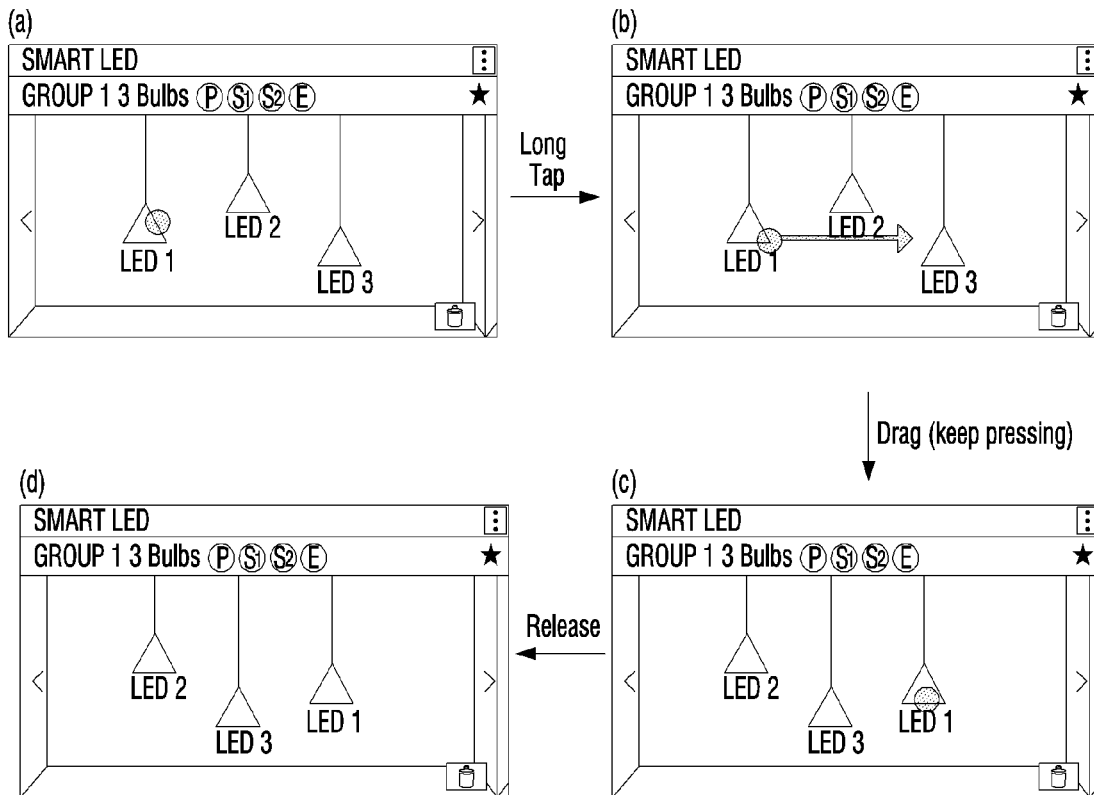 (a)
SMART LED
GROUP 1 3 Bulbs P S1 S2 E
LED 1
LED 2
LED 3
Long
Tap
(b)
SMART LED
GROUP 1 3 Bulbs P S1 S2 E
LED 1
LED 2
LED 3
Drag (keep pressing)
(d)
SMART LED
GROUP 1 3 Bulbs P S1 S2 E
LED 2
LED 3
LED 1
Release
(c)
SMART LED
GROUP 1 3 Bulbs P S1 S2 E
LED 2
LED 3
LED 1